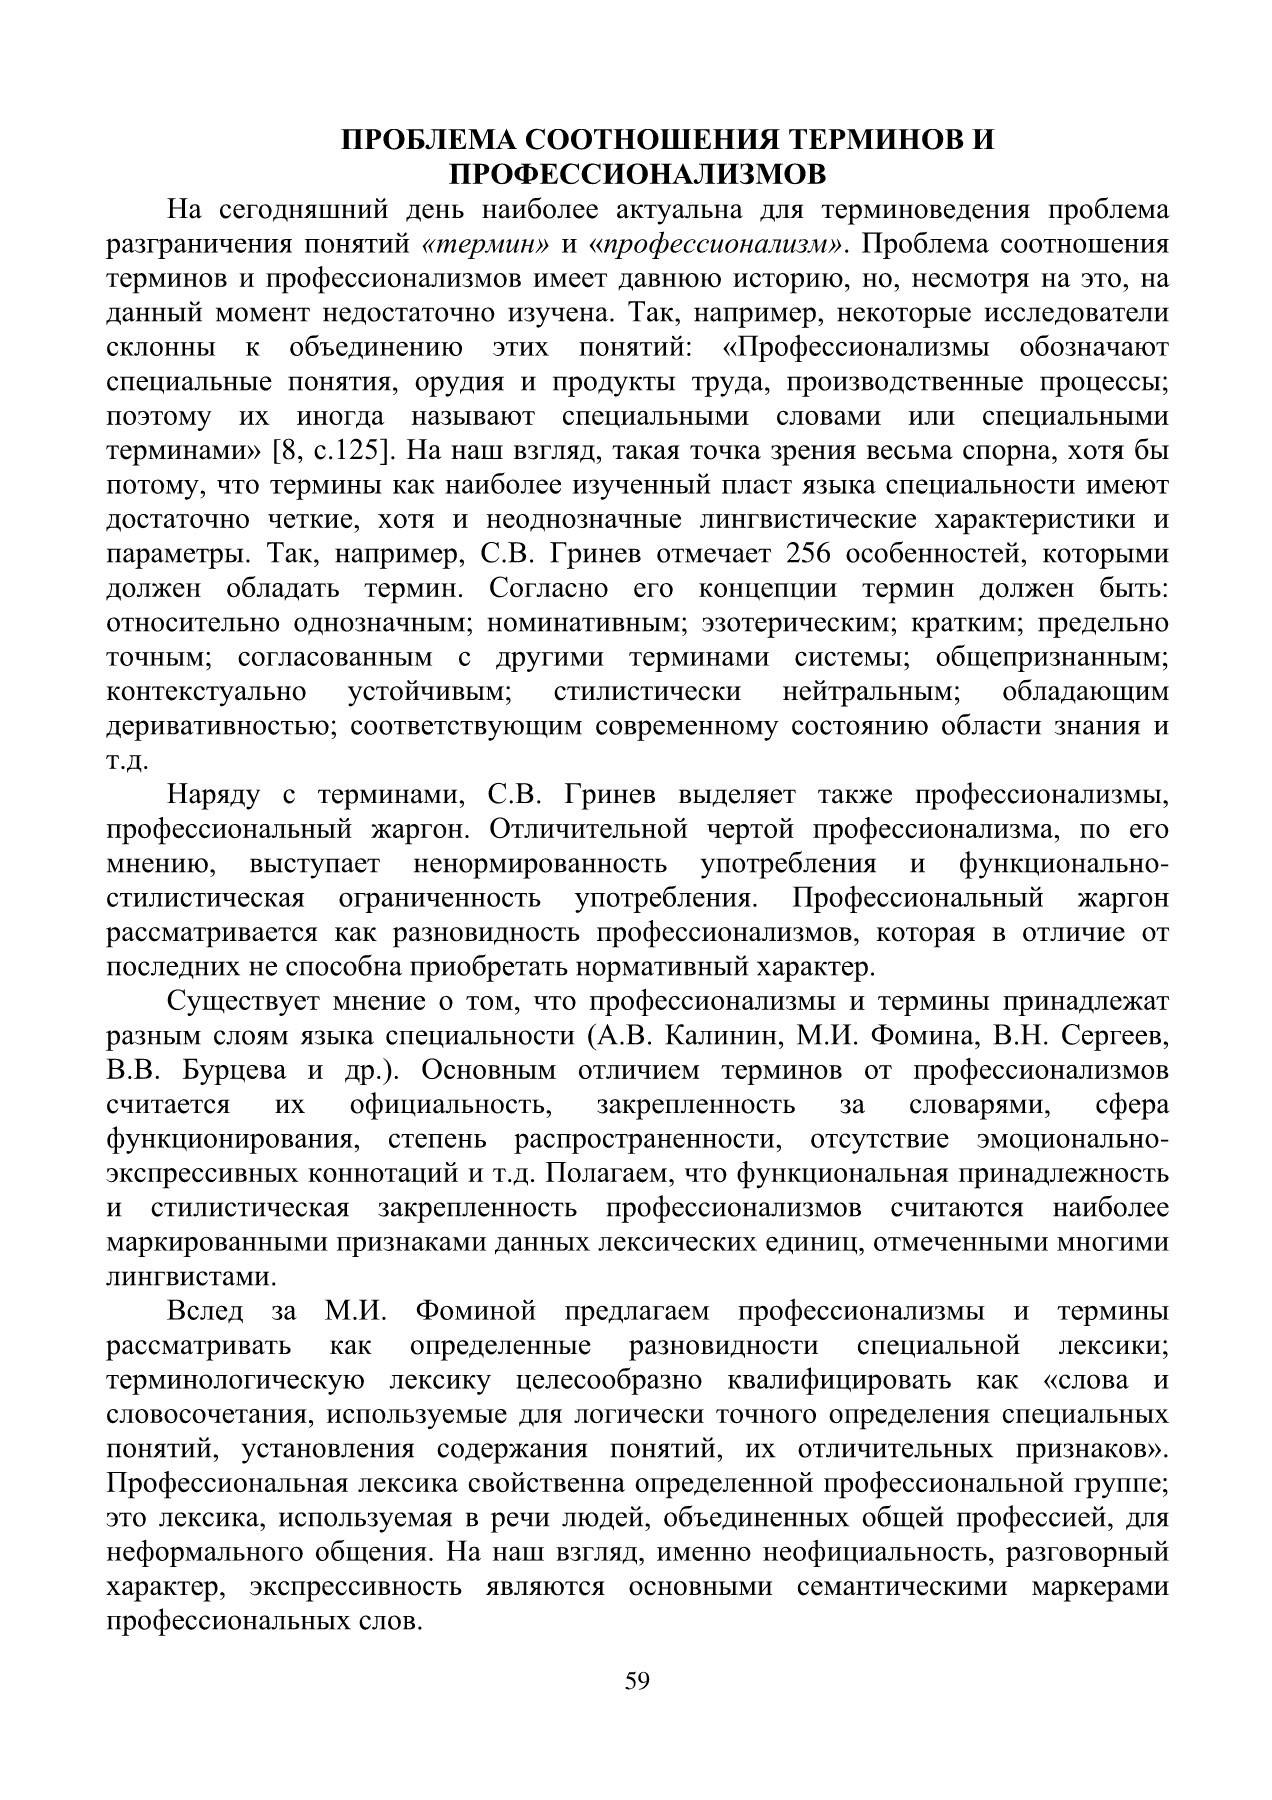 ПРОБЛЕМА СООТНОШЕНИЯ ТЕРМИНОВ И
ПРОФЕССИОНАЛИЗМОВ
На сегодняшний день наиболее актуальна для терминоведения проблема
разграничения понятий «термин» и «профессионализм». Проблема соотношения
терминов и профессионализмов имеет давнюю историю, но, несмотря на это, на
данный момент недостаточно изучена. Так, например, некоторые исследователи
склонны к объединению этих понятий: «Профессионализмы обозначают
специальные понятия, орудия и продукты труда, производственные процессы;
поэтому их иногда называют специальными словами или специальными
терминами» [8, с.125]. На наш взгляд, такая точка зрения весьма спорна, хотя бы
потому, что термины как наиболее изученный пласт языка специальности имеют
достаточно четкие, хотя и неоднозначные лингвистические характеристики и
параметры. Так, например, С.В. Гринев отмечает 256 особенностей, которыми
должен обладать термин. Согласно его концепции термин должен быть:
относительно однозначным; номинативным; эзотерическим; кратким; предельно
точным; согласованным с другими терминами системы; общепризнанным;
контекстуально устойчивым; стилистически нейтральным; обладающим
деривативностью; соответствующим современному состоянию области знания и
т.д.
Наряду с терминами, С.В. Гринев выделяет также профессионализмы,
профессиональный жаргон. Отличительной чертой профессионализма, по его
мнению, выступает ненормированность употребления и функционально-
стилистическая ограниченность употребления. Профессиональный жаргон
рассматривается как разновидность профессионализмов, которая в отличие от
последних не способна приобретать нормативный характер.
Существует мнение о том, что профессионализмы и термины принадлежат
разным слоям языка специальности (А.В. Калинин, М.И. Фомина, В.Н. Сергеев,
В.В. Бурцева и др.). Основным отличием терминов от профессионализмов
считается их официальность, закрепленность за словарями, сфера
функционирования, степень распространенности, отсутствие эмоционально-
экспрессивных коннотаций и т.д. Полагаем, что функциональная принадлежность
и стилистическая закрепленность профессионализмов считаются наиболее
маркированными признаками данных лексических единиц, отмеченными многими
лингвистами.
Вслед за М.И. Фоминой предлагаем профессионализмы и термины
рассматривать как определенные разновидности специальной лексики;
терминологическую лексику целесообразно квалифицировать как «слова и
словосочетания, используемые для логически точного определения специальных
понятий, установления содержания понятий, их отличительных признаков».
Профессиональная лексика свойственна определенной профессиональной группе;
это лексика, используемая в речи людей, объединенных общей профессией, для
неформального общения. На наш взгляд, именно неофициальность, разговорный
характер, экспрессивность являются основными семантическими маркерами
профессиональных слов.
59